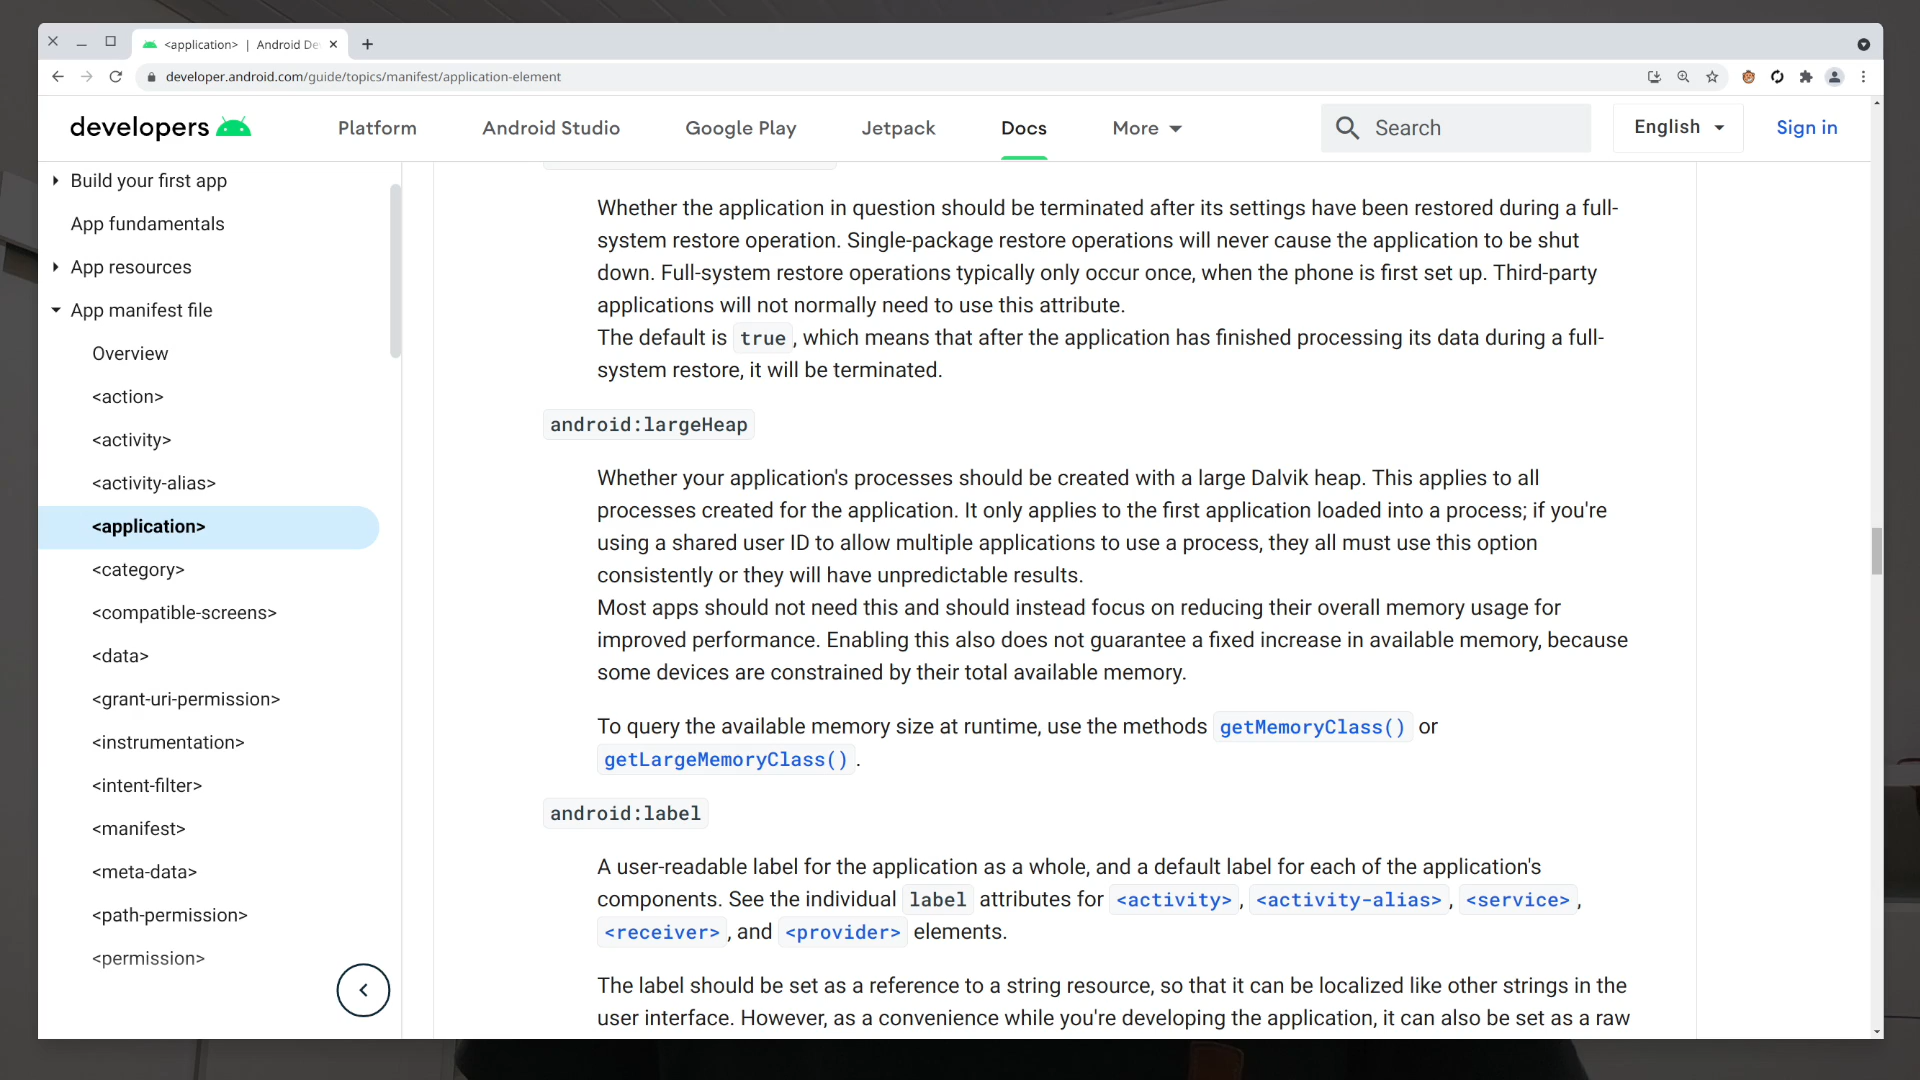 <application> | Android De
developer.android.com/guide/topics/manifest/application-element
developers
Platform
Android Studio
Google Play
Jetpack
Docs
More
Search
English
Sign in
Build your first app
App fundamentals
App resources
App manifest file
Overview
<action>
<activity>
<activity-alias>
<application>
<category>
<compatible-screens>
<data>
<grant-uri-permission>
<instrumentation>
<intent-filter>
<manifest>
<meta-data>
<path-permission>
<permission>
Whether the application in question should be terminated after its settings have been restored during a full-
system restore operation. Single-package restore operations will never cause the application to be shut
down. Full-system restore operations typically only occur once, when the phone is first set up. Third-party
applications will not normally need to use this attribute.
The default is true, which means that after the application has finished processing its data during a full-
system restore, it will be terminated.
android:largeHeap
Whether your application's processes should be created with a large Dalvik heap. This applies to all
processes created for the application. It only applies to the first application loaded into a process; if you're
using a shared user ID to allow multiple applications to use a process, they all must use this option
consistently or they will have unpredictable results.
Most apps should not need this and should instead focus on reducing their overall memory usage for
improved performance. Enabling this also does not guarantee a fixed increase in available memory, because
some devices are constrained by their total available memory.
To query the available memory size at runtime, use the methods getMemoryClass() or
getLargeMemoryClass().
android:label
A user-readable label for the application as a whole, and a default label for each of the application's
components. See the individual label attributes for <activity>, <activity-alias>, <service>,
<receiver>, and <provider> elements.
The label should be set as a reference to a string resource, so that it can be localized like other strings in the
user interface. However, as a convenience while you're developing the application, it can also be set as a raw